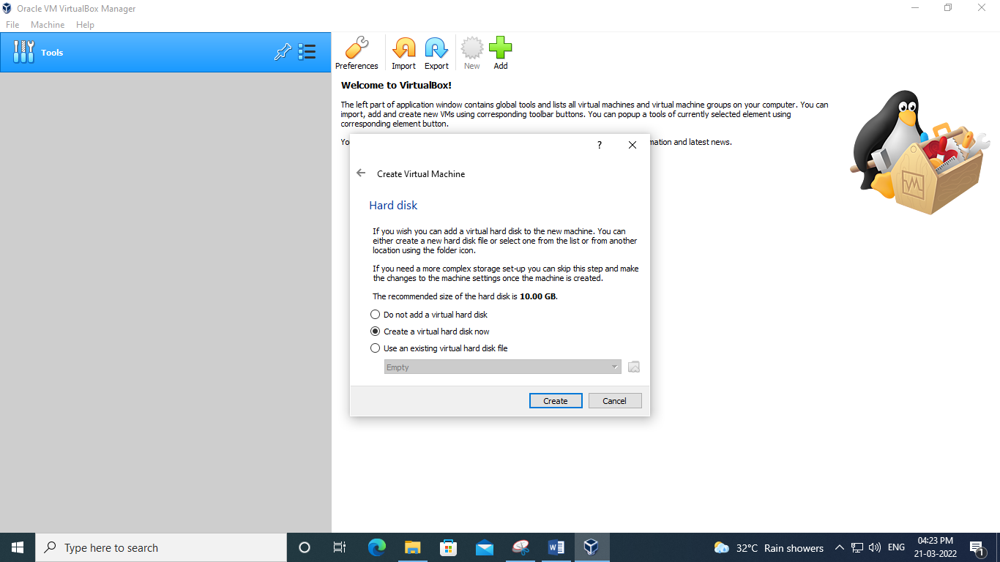 Oracle VM VirtualBox Manager
File Machine Help
Tools
Preferences Import Export New Add
Welcome to VirtualBox!
The left part of application window contains global tools and lists all virtual machines and virtual machine groups on your computer. You can
import, add and create new VMs using corresponding toolbar buttons. You can popup a tools of currently selected element using
corresponding element button.
Yo
mation and latest news.
?
Create Virtual Machine
Hard disk
If you wish you can add a virtual hard disk to the new machine. You can
either create a new hard disk file or select one from the list or from another
location using the folder icon.
If you need a more complex storage set-up you can skip this step and make
the changes to the machine settings once the machine is created.
The recommended size of the hard disk is 10.00 GB.
Do not add a virtual hard disk
Create a virtual hard disk now
Use an existing virtual hard disk file
Empty
Create Cancel
Type here to search
32°C Rain showers
ENG
04:23 PM
21-03-2022
1